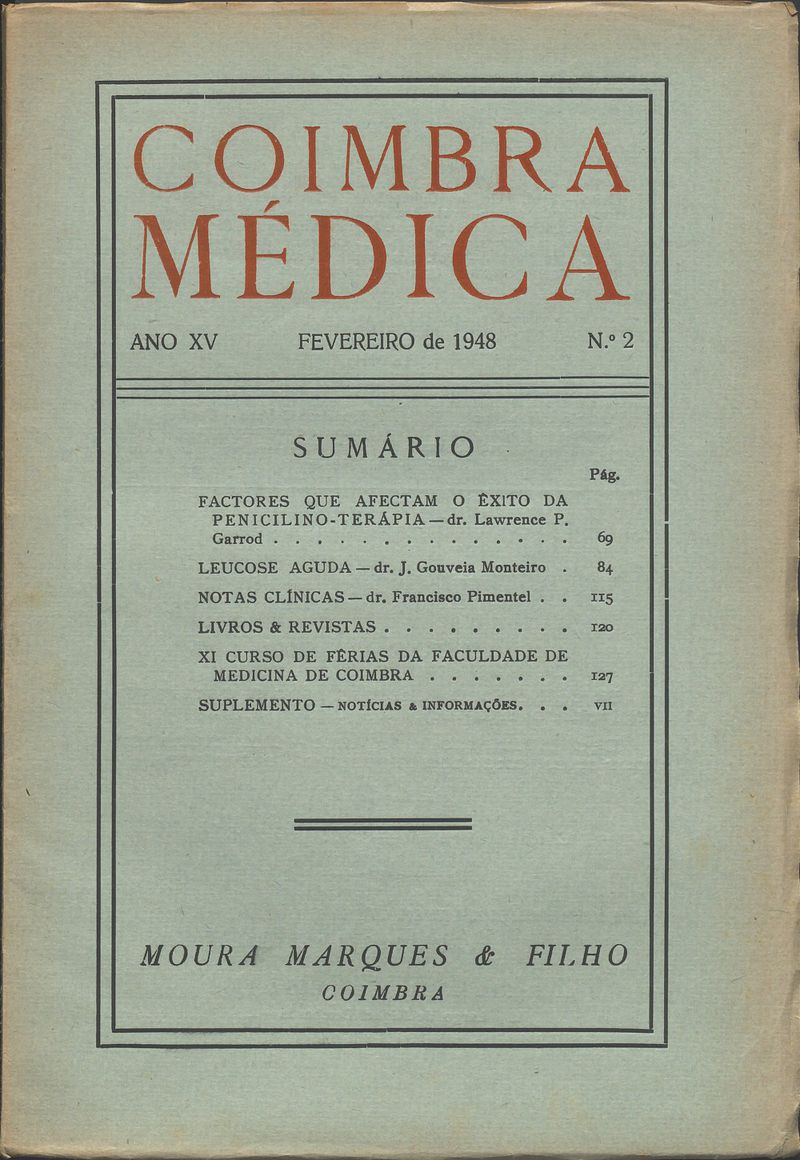 COIMBRA
MÉDICA
ANO XV FEVEREIRO de 1948 N.º 2
SUMÁRIO
Pág.
FACTORES QUE AFECTAM O ÊXITO DA
PENICILINO-TERÁPIA — dr. Lawrence P.
Garrod . . . . . . . . . . . . . . 69
LEUCOSE AGUDA — dr. J. Gouveia Monteiro . 84
NOTAS CLÍNICAS — dr. Francisco Pimentel . . 115
LIVROS & REVISTAS . . . . . . . . . 120
XI CURSO DE FÉRIAS DA FACULDADE DE
MEDICINA DE COIMBRA . . . . . . . 127
SUPLEMENTO — NOTÍCIAS & INFORMAÇÕES. . . VII
MOURA MARQUES & FILHO
COIMBRA